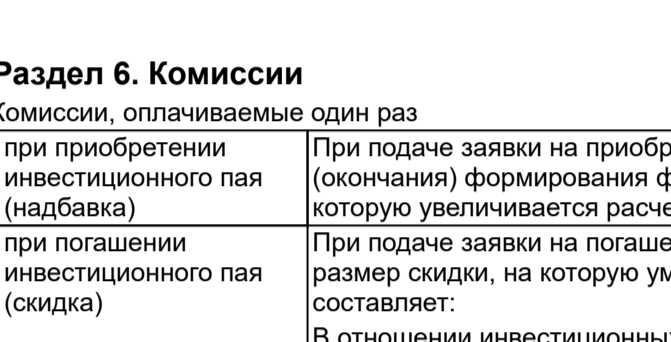 Раздел 6. Комиссии
Комиссии, оплачиваемые один раз
при приобретении
инвестиционного пая
(надбавка)
При подаче заявки на приобр
(окончания) формирования ф
которую увеличивается расче
при погашении
инвестиционного пая
(скидка)
При подаче заявки на погаше
размер скидки, на которую ум
составляет:
В отношении инвестиционных